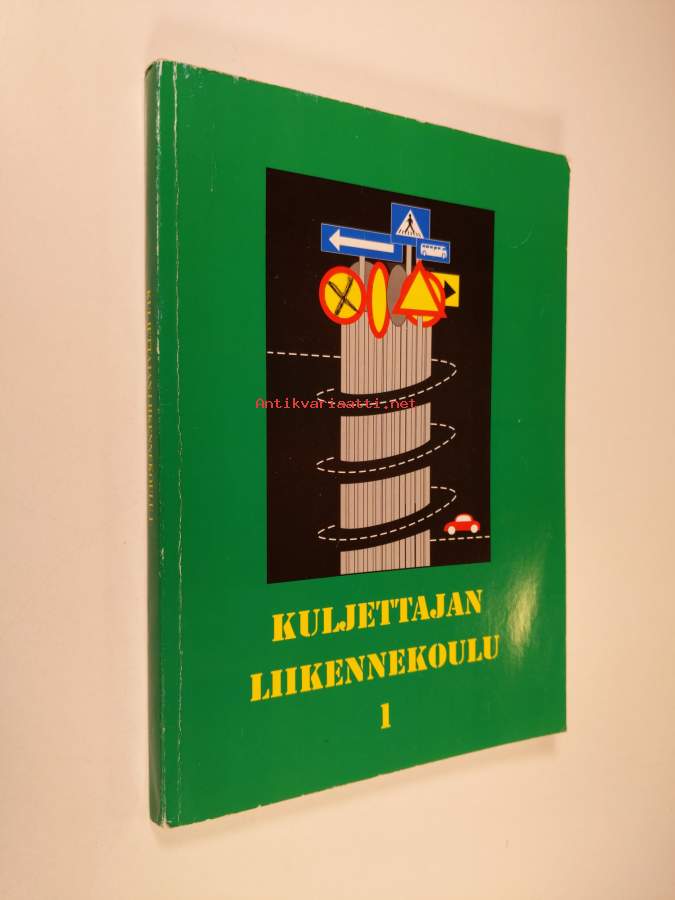 KULJETTAJAN LIIKENNEKOULU 1
Antikvariaatti.net
KULJETTAJAN
LIIKENNEKOULU
1